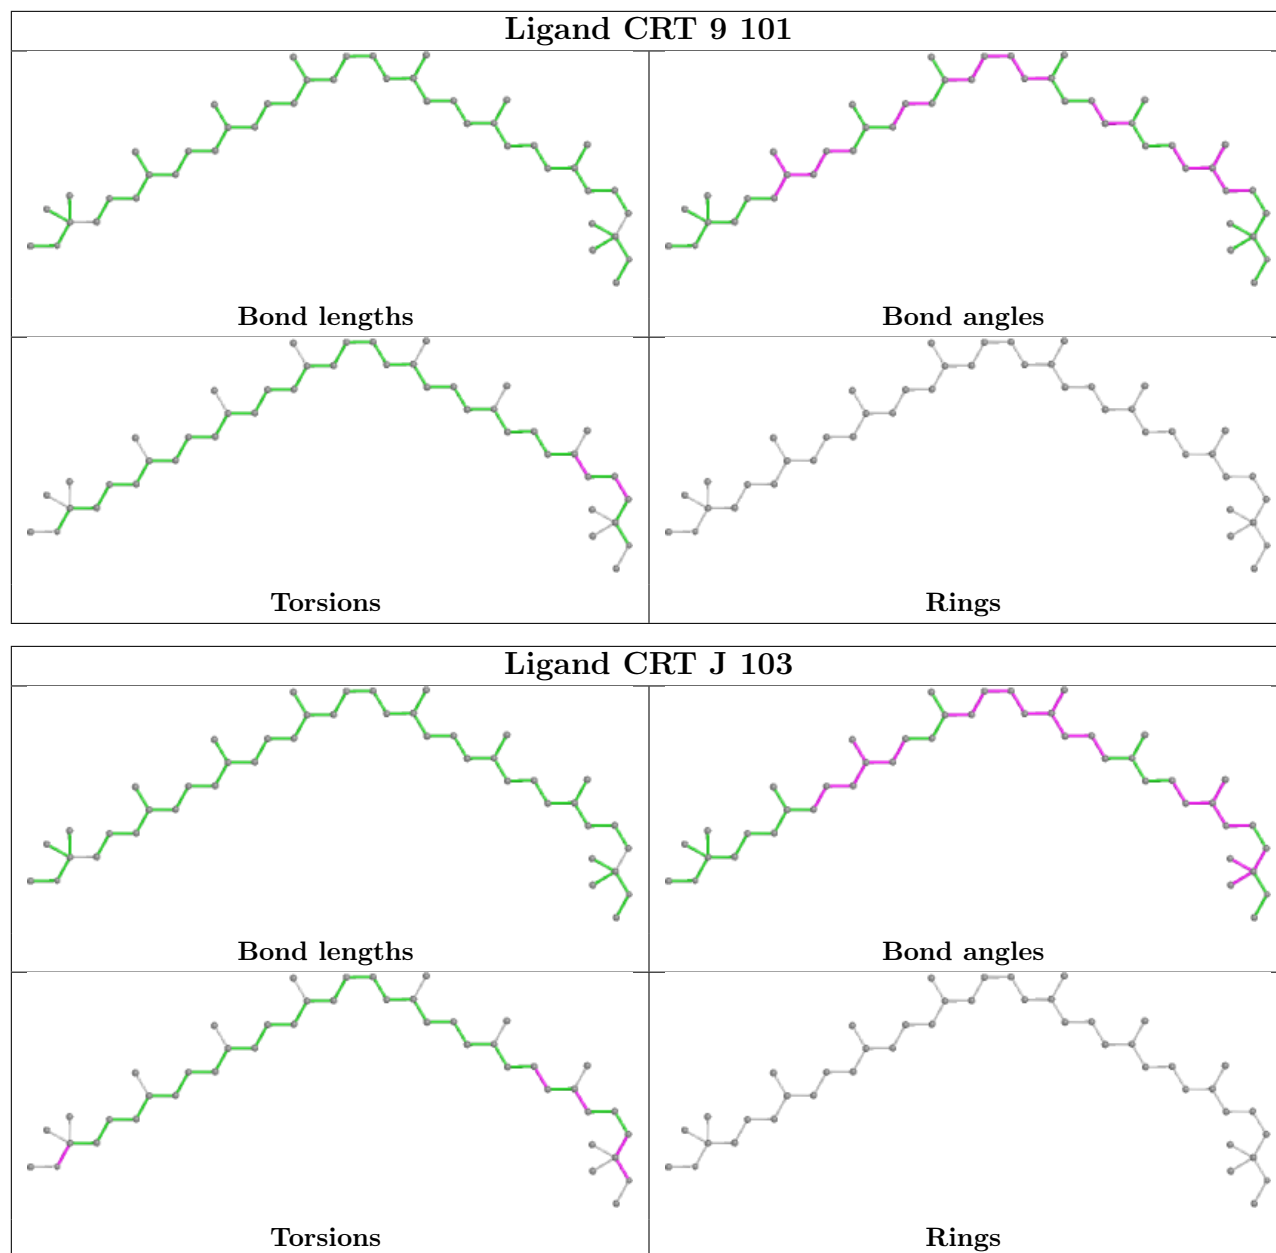 Ligand CRT 9 101
Bond lengths
Bond angles
Torsions
Rings
Ligand CRT J 103
Bond lengths
Bond angles
Torsions
Rings